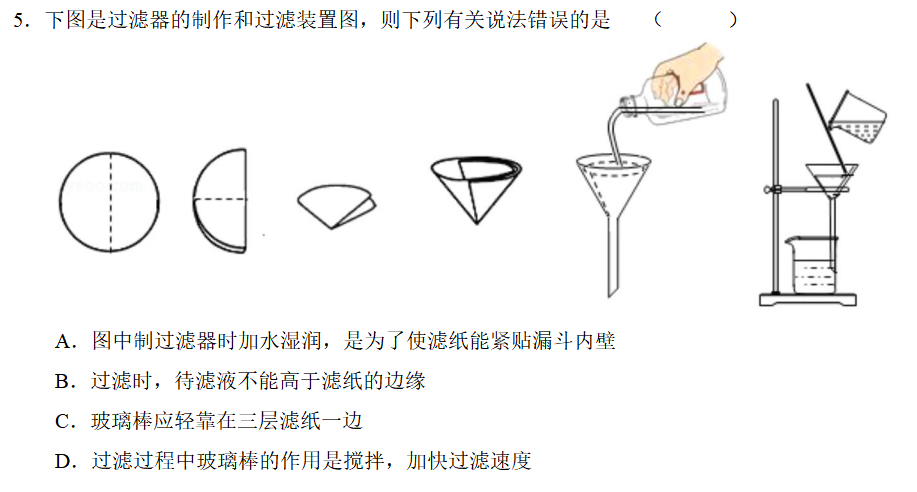 5．下图是过滤器的制作和过滤装置图，则下列有关说法错误的是　　（　　　）
A．图中制过滤器时加水湿润，是为了使滤纸能紧贴漏斗内壁
B．过滤时，待滤液不能高于滤纸的边缘
C．玻璃棒应轻靠在三层滤纸一边
D．过滤过程中玻璃棒的作用是搅拌，加快过滤速度